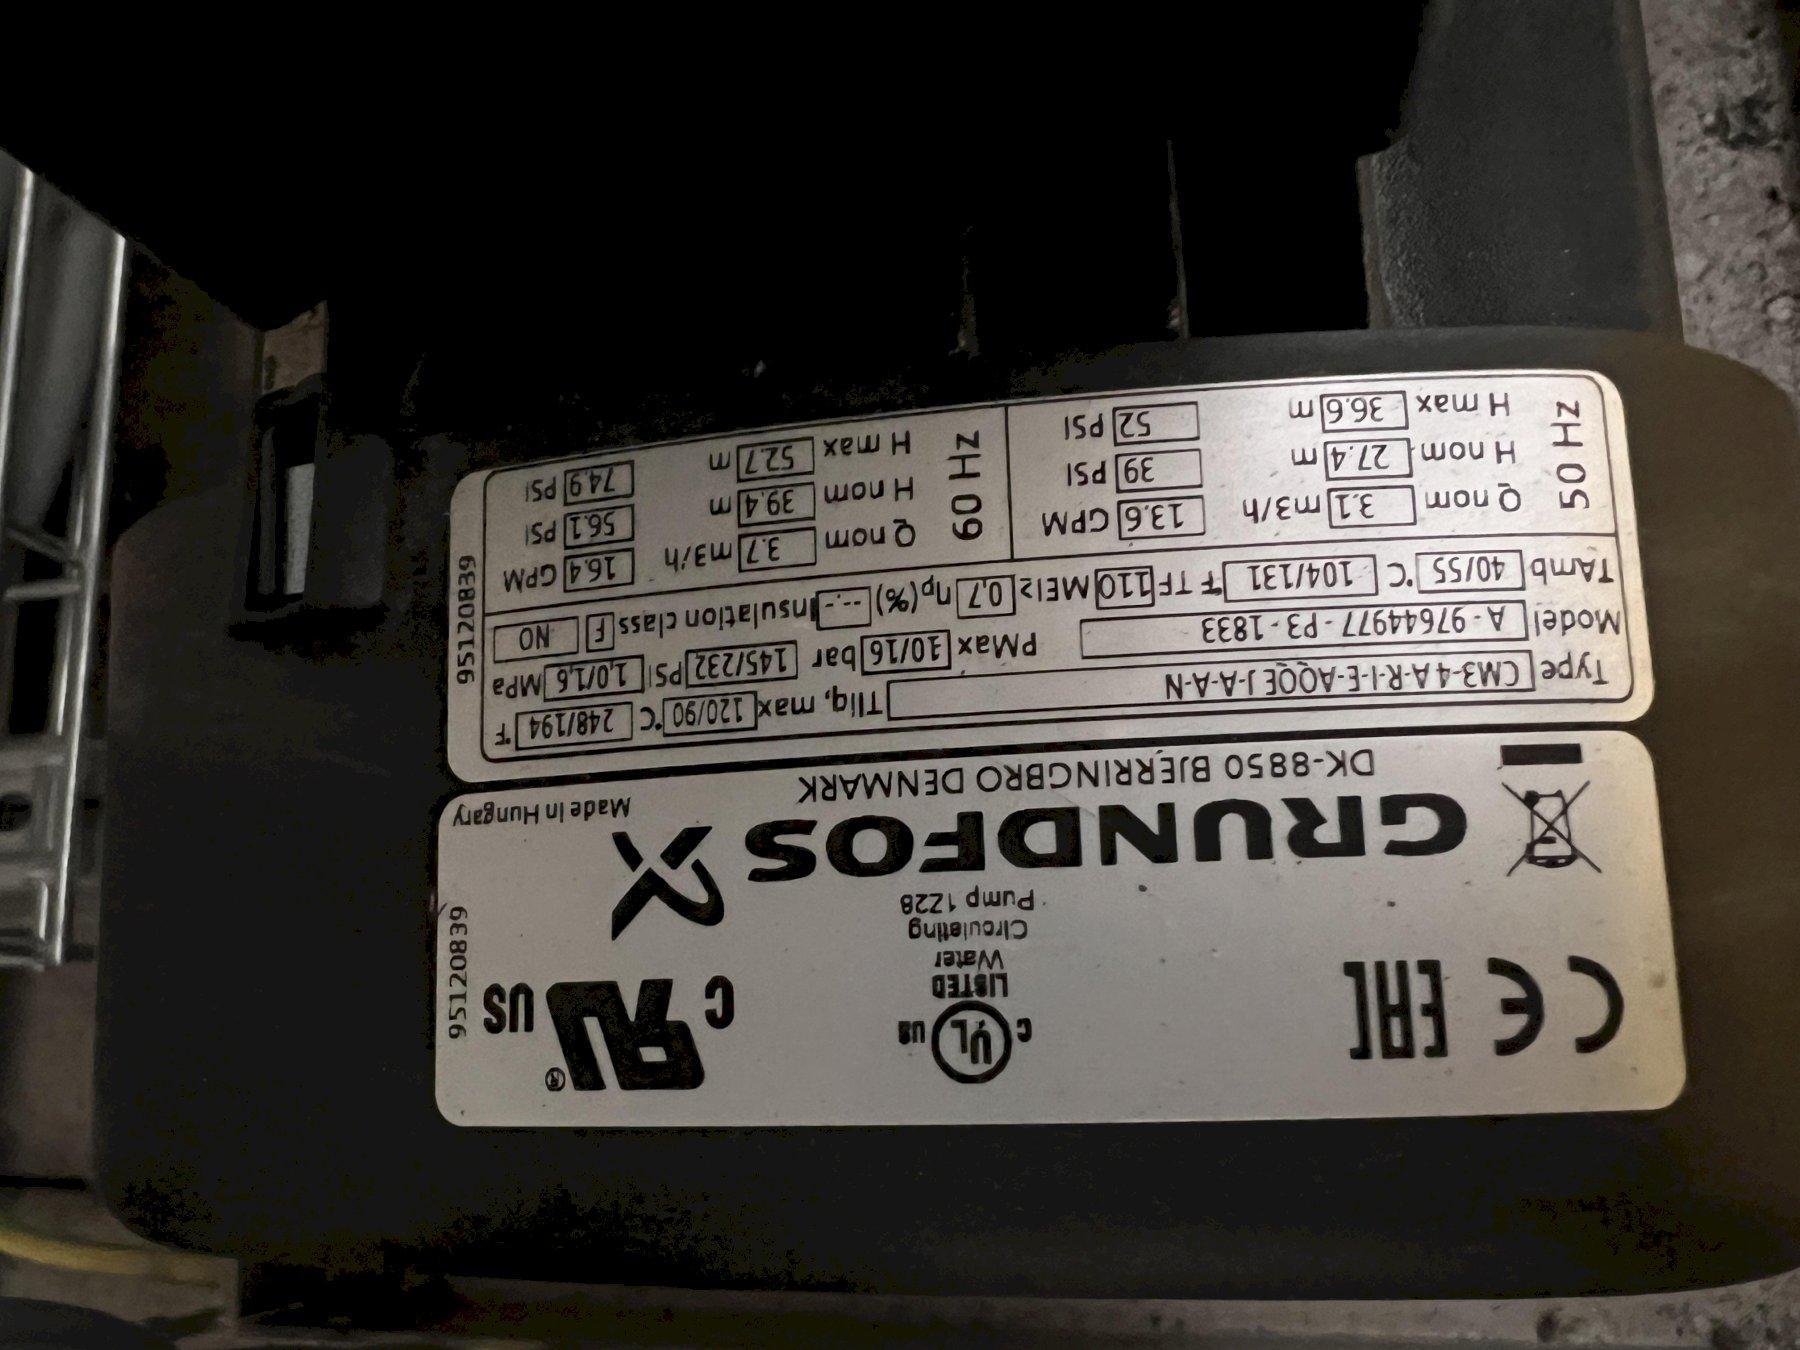 C E EAC
C UL US
LISTED
Water
Circulating
Pump 1Z28
C RU US ®
95120839
GRUNDFOS X
DK-8850 BJERRINGBRO DENMARK
Made in Hungary
Type CM3-4 A-R-I-E-AQQE J-A-A-N
Tliq, max 120/90 °C 248/194 °F
Model A - 97644977 - P3 - 1833
PMax 10/16 bar 145/232 PSI 1,0/1,6 MPa
TAmb 40/55 °C 104/131 °F TF 110 MEI≥ 0,7 ηp(%) --.- Insulation class F NO
95120839
50 Hz
Q nom 3.1 m3/h 13.6 GPM
H nom 27.4 m 39 PSI
H max 36.6 m 52 PSI
60 Hz
Q nom 3.7 m3/h 16.4 GPM
H nom 39.4 m 56.1 PSI
H max 52.7 m 74.9 PSI